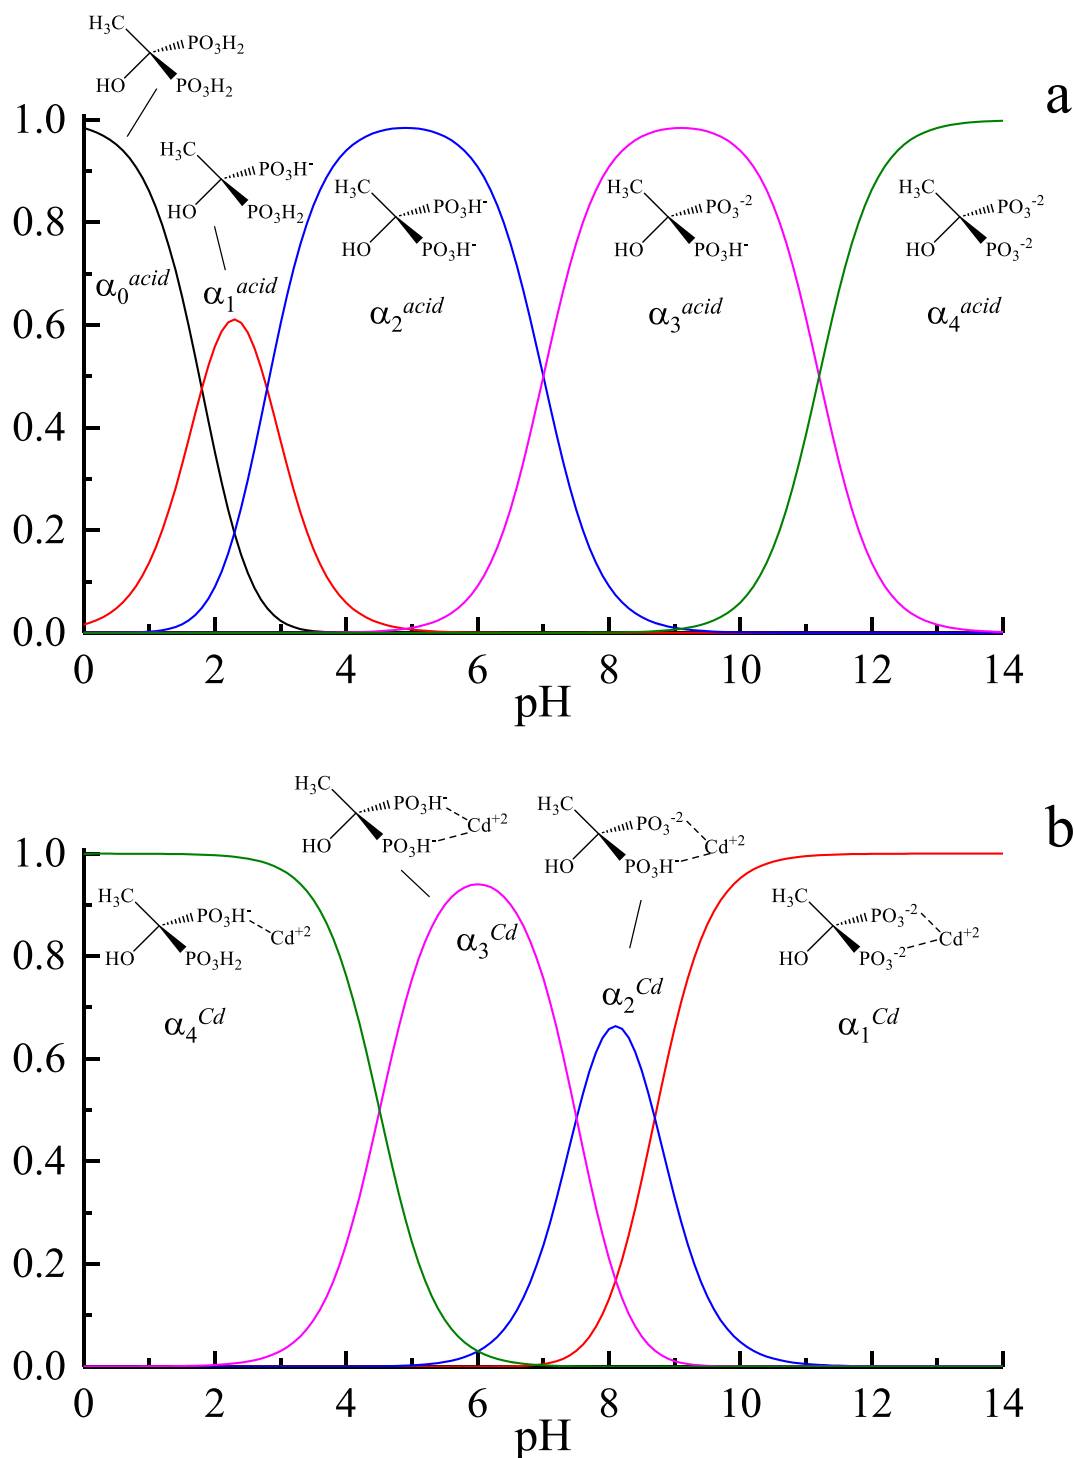 H₃C
PO₃H₂
HO
PO₃H₂
a
1.0
H₃C
PO₃H⁻
HO
PO₃H₂
H₃C
PO₃H⁻
HO
PO₃H⁻
H₃C
PO₃⁻²
HO
PO₃H⁻
H₃C
PO₃⁻²
HO
PO₃⁻²
0.8
α₀ᵃᶜⁱᵈ
α₁ᵃᶜⁱᵈ
α₂ᵃᶜⁱᵈ
α₃ᵃᶜⁱᵈ
α₄ᵃᶜⁱᵈ
0.6
0.4
0.2
0.0
0 2 4 6 8 10 12 14
pH
H₃C
PO₃H⁻
Cd⁺²
HO
PO₃H⁻
H₃C
PO₃⁻²
Cd⁺²
HO
PO₃H⁻
b
1.0
H₃C
PO₃H⁻
Cd⁺²
HO
PO₃H₂
α₃ᶜᵈ
H₃C
PO₃⁻²
Cd⁺²
HO
PO₃⁻²
0.8
α₄ᶜᵈ
α₂ᶜᵈ
α₁ᶜᵈ
0.6
0.4
0.2
0.0
0 2 4 6 8 10 12 14
pH